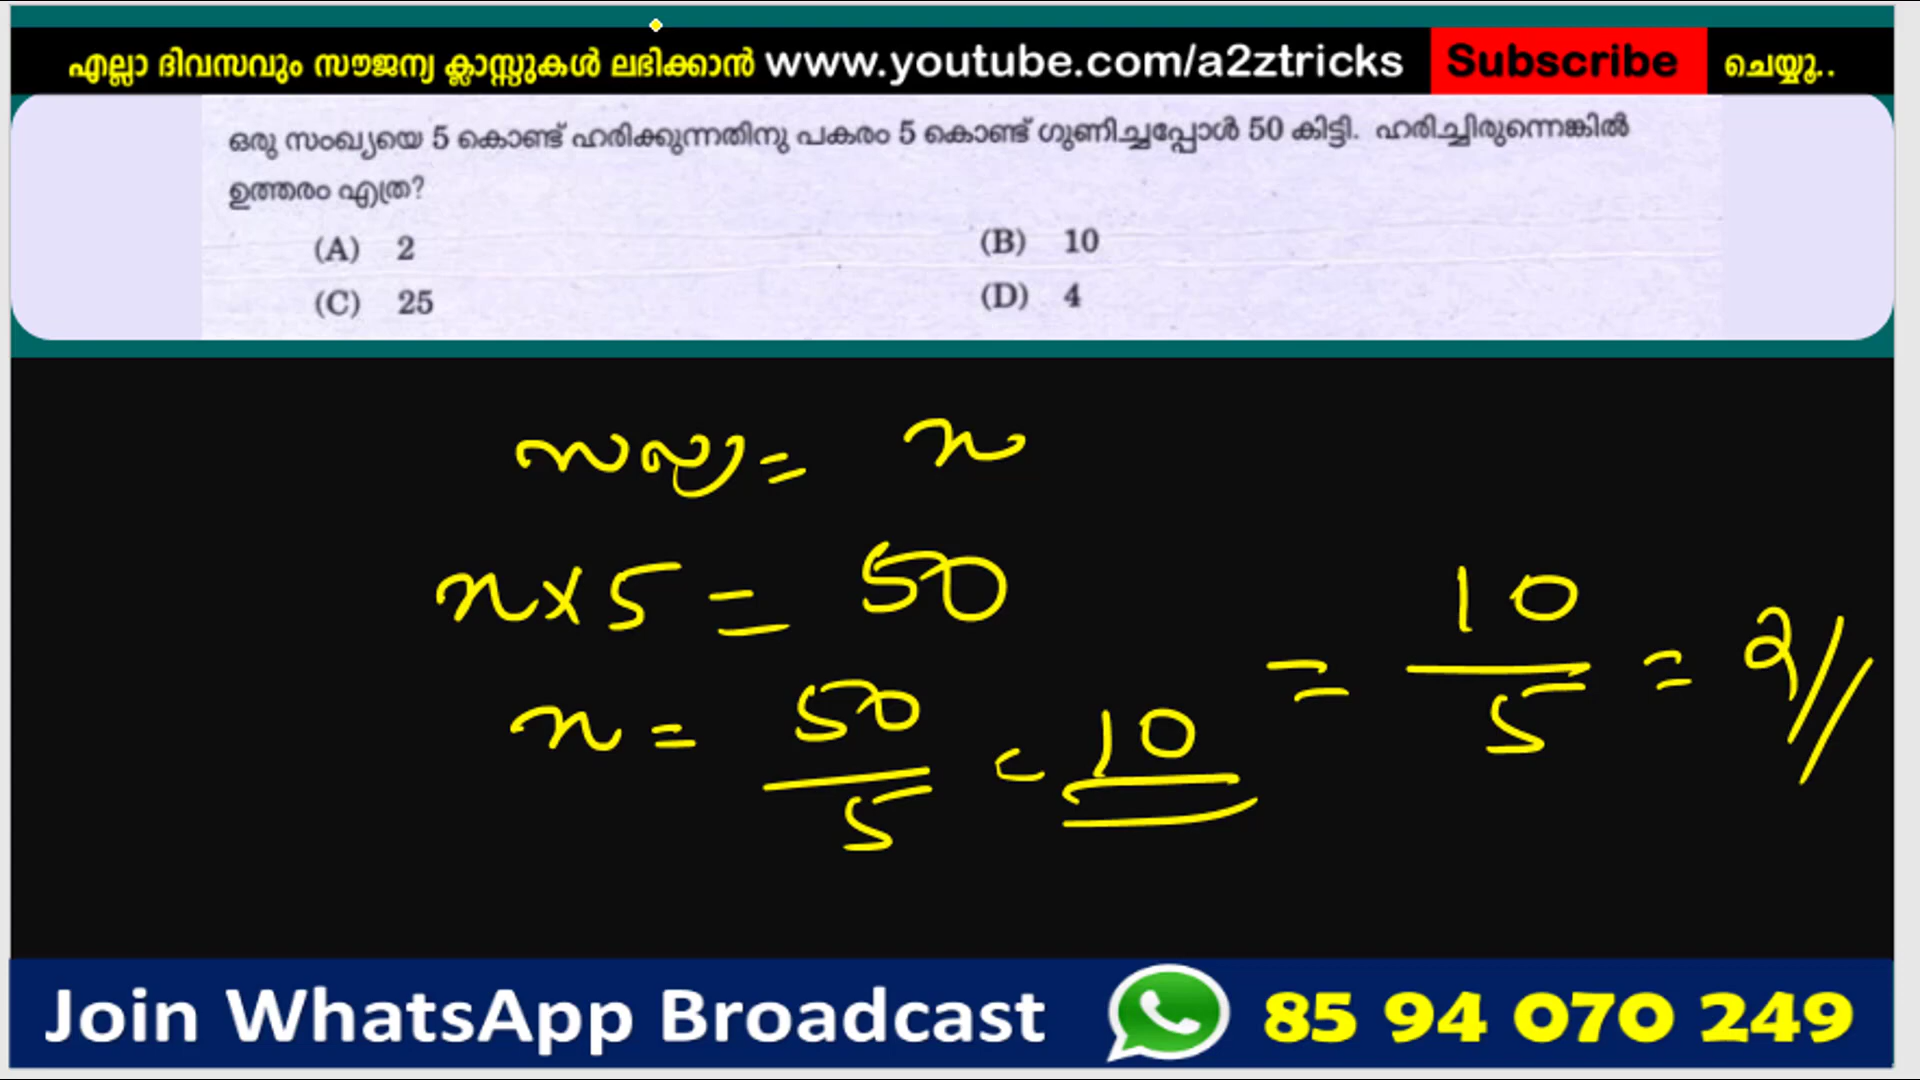 എല്ലാ ദിവസവും സൗജന്യ ക്ലാസ്സുകൾ ലഭിക്കാൻ www.youtube.com/a2ztricks Subscribe ചെയ്യൂ..
ഒരു സംഖ്യയെ 5 കൊണ്ട് ഹരിക്കുന്നതിനു പകരം 5 കൊണ്ട് ഗുണിച്ചപ്പോൾ 50 കിട്ടി. ഹരിച്ചിരുന്നെങ്കിൽ
ഉത്തരം എത്ര?
(A) 2 (B) 10
(C) 25 (D) 4
= n
n×5 = 50
n = 50/5 = 10 = 10/5 = 2//
Join WhatsApp Broadcast 85 94 070 249